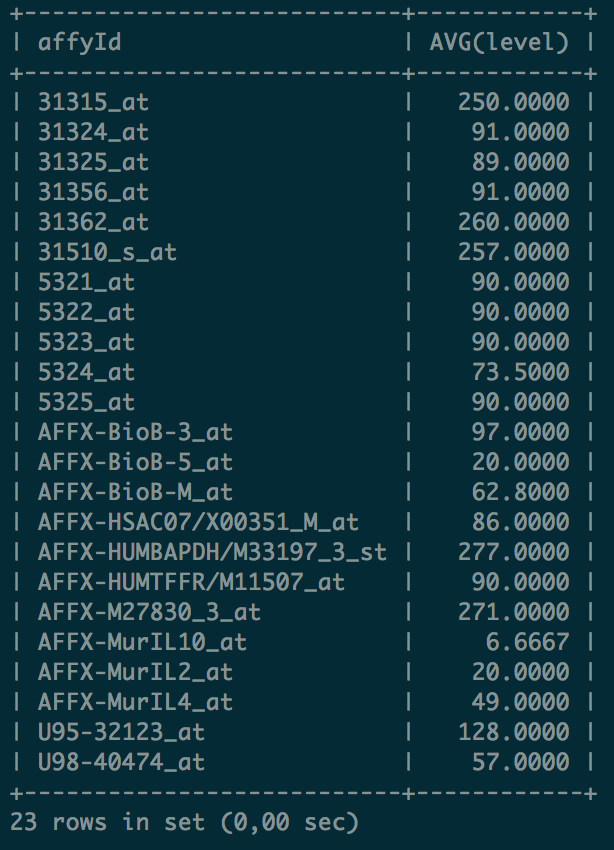 +----------------------------+-------------+
| affyId                     | AVG(level)  |
+----------------------------+-------------+
| 31315_at                   |    250.0000 |
| 31324_at                   |     91.0000 |
| 31325_at                   |     89.0000 |
| 31356_at                   |     91.0000 |
| 31362_at                   |    260.0000 |
| 31510_s_at                 |    257.0000 |
| 5321_at                    |     90.0000 |
| 5322_at                    |     90.0000 |
| 5323_at                    |     90.0000 |
| 5324_at                    |     73.5000 |
| 5325_at                    |     90.0000 |
| AFFX-BioB-3_at             |     97.0000 |
| AFFX-BioB-5_at             |     20.0000 |
| AFFX-BioB-M_at             |     62.8000 |
| AFFX-HSAC07/X00351_M_at    |     86.0000 |
| AFFX-HUMBAPDH/M33197_3_st  |    277.0000 |
| AFFX-HUMTFFR/M11507_at     |     90.0000 |
| AFFX-M27830_3_at           |    271.0000 |
| AFFX-MurIL10_at            |      6.6667 |
| AFFX-MurIL2_at             |     20.0000 |
| AFFX-MurIL4_at             |     49.0000 |
| U95-32123_at               |    128.0000 |
| U98-40474_at               |     57.0000 |
+----------------------------+-------------+
23 rows in set (0,00 sec)